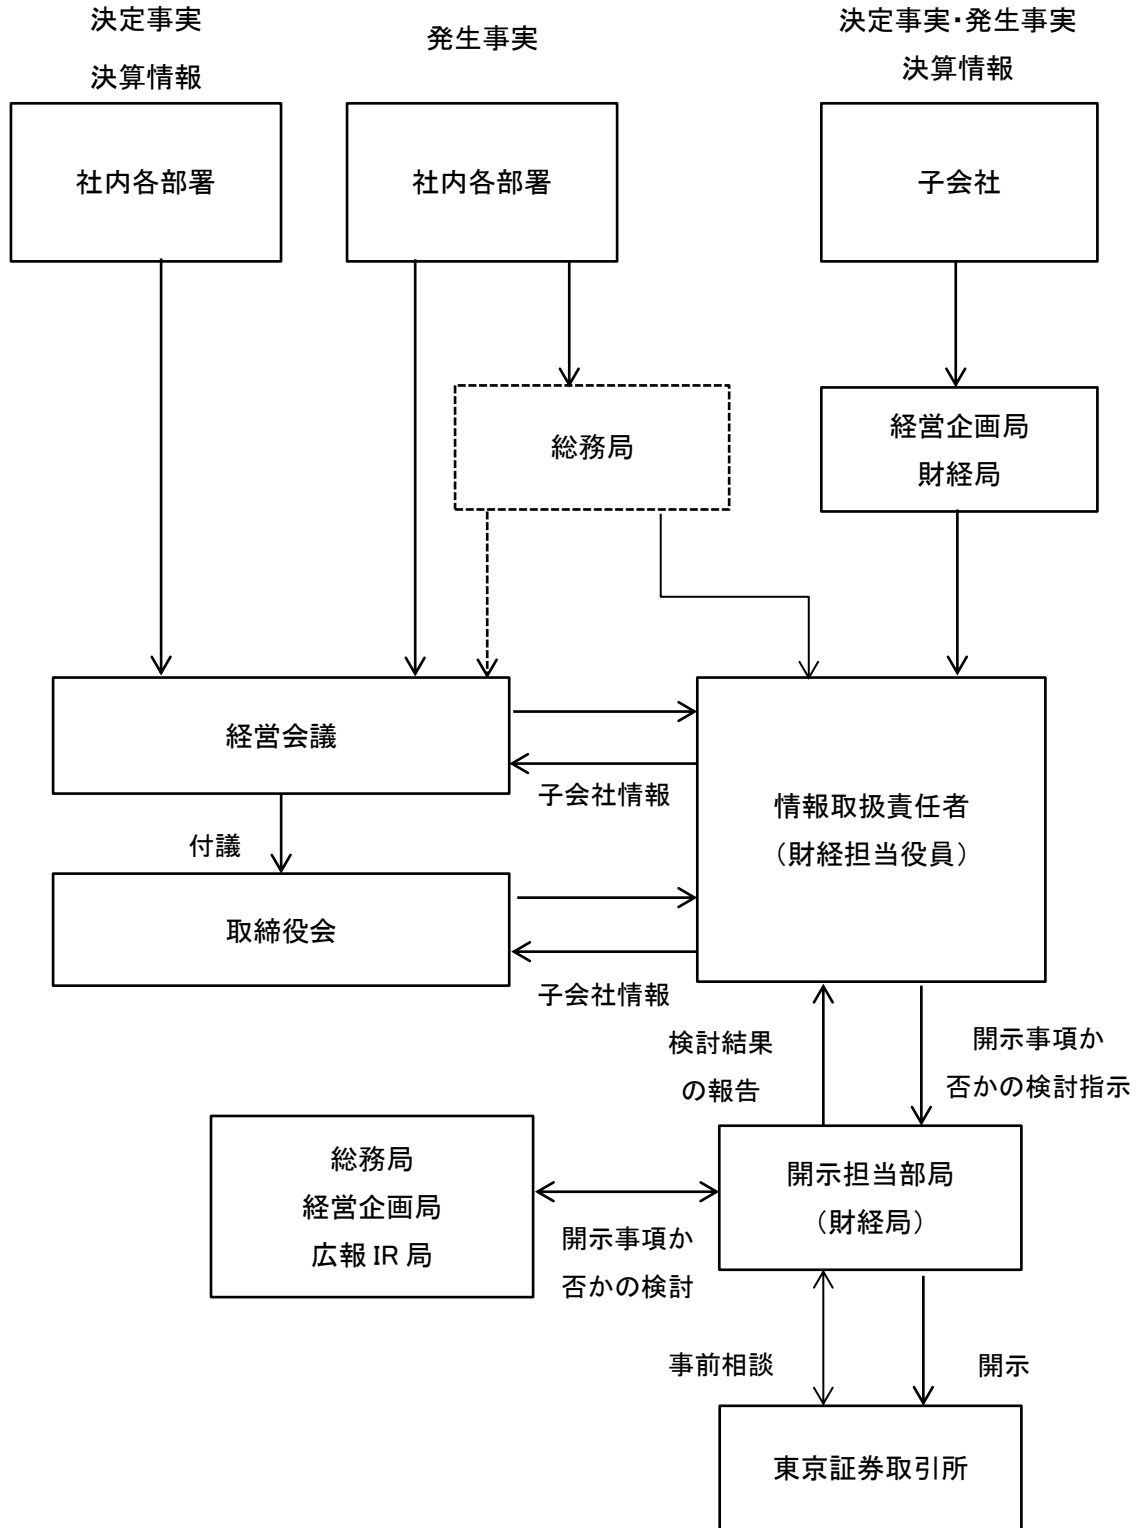 決定事実
決算情報
発生事実
決定事実・発生事実
決算情報
社内各部署
社内各部署
子会社
総務局
経営企画局
財経局
経営会議
子会社情報
情報取扱責任者
（財経担当役員）
付議
取締役会
子会社情報
検討結果
の報告
開示事項か
否かの検討指示
総務局
経営企画局
広報 IR 局
開示事項か
否かの検討
開示担当部局
（財経局）
事前相談
開示
東京証券取引所